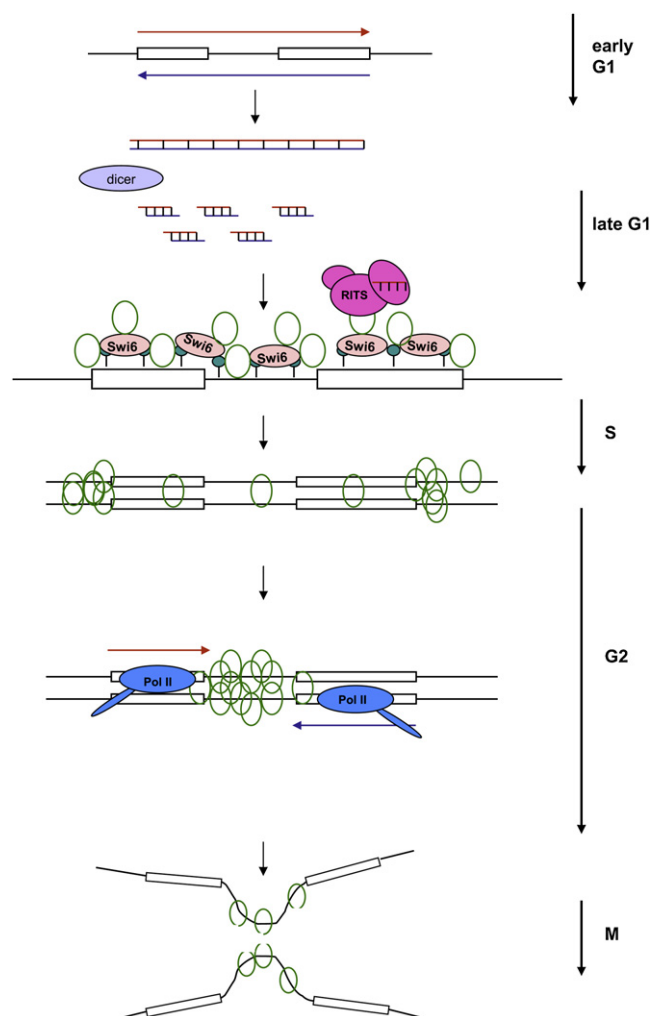 early
G1
dicer
late G1
RITS
Swi6
Swi6
Swi6
Swi6
Swi6
S
G2
Pol II
Pol II
M